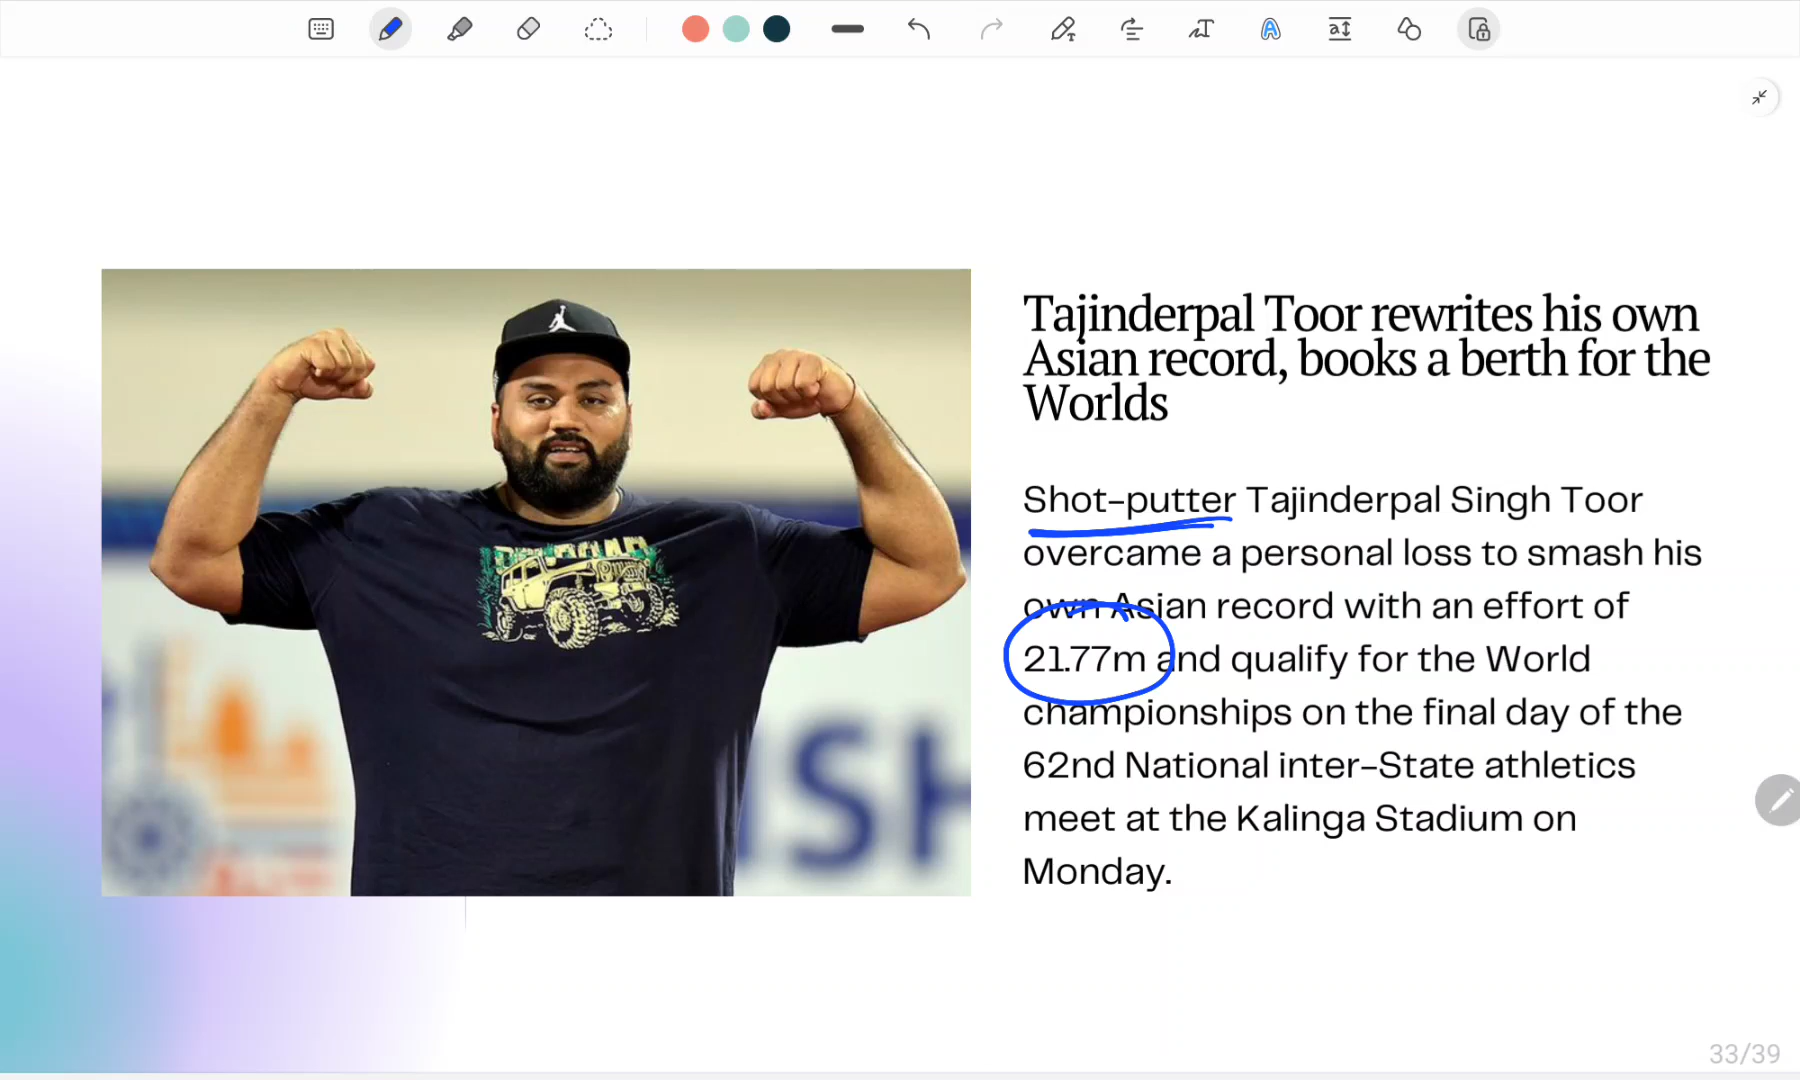 Tajinderpal Toor rewrites his own
Asian record, books a berth for the
Worlds
Shot-putter Tajinderpal Singh Toor
overcame a personal loss to smash his
own Asian record with an effort of
21.77m and qualify for the World
championships on the final day of the
62nd National inter-State athletics
meet at the Kalinga Stadium on
Monday.
ISH
33/39